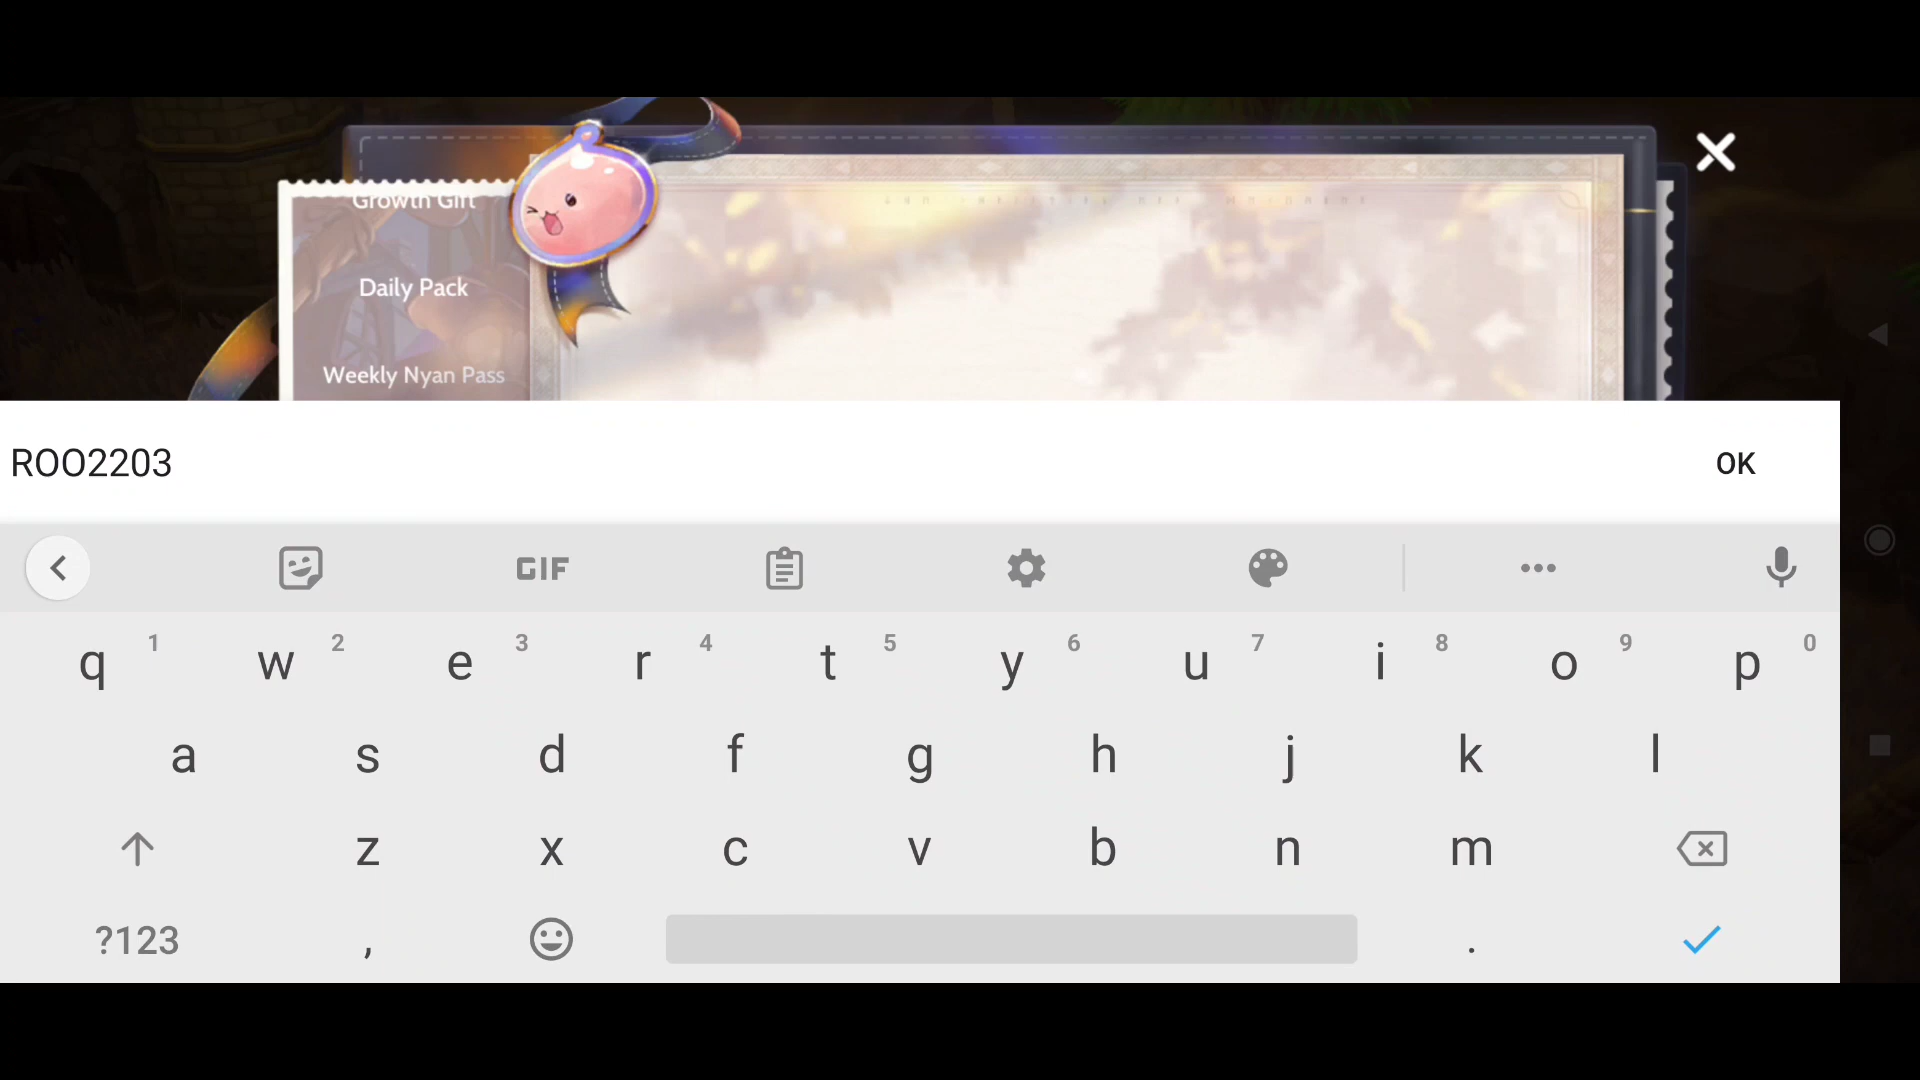 Growth Gift
Daily Pack
Weekly Nyan Pass
ROO2203
OK
GIF
q 1 w 2 e 3 r 4 t 5 y 6 u 7 i 8 o 9 p 0
a s d f g h j k l
z x c v b n m
?123 , .